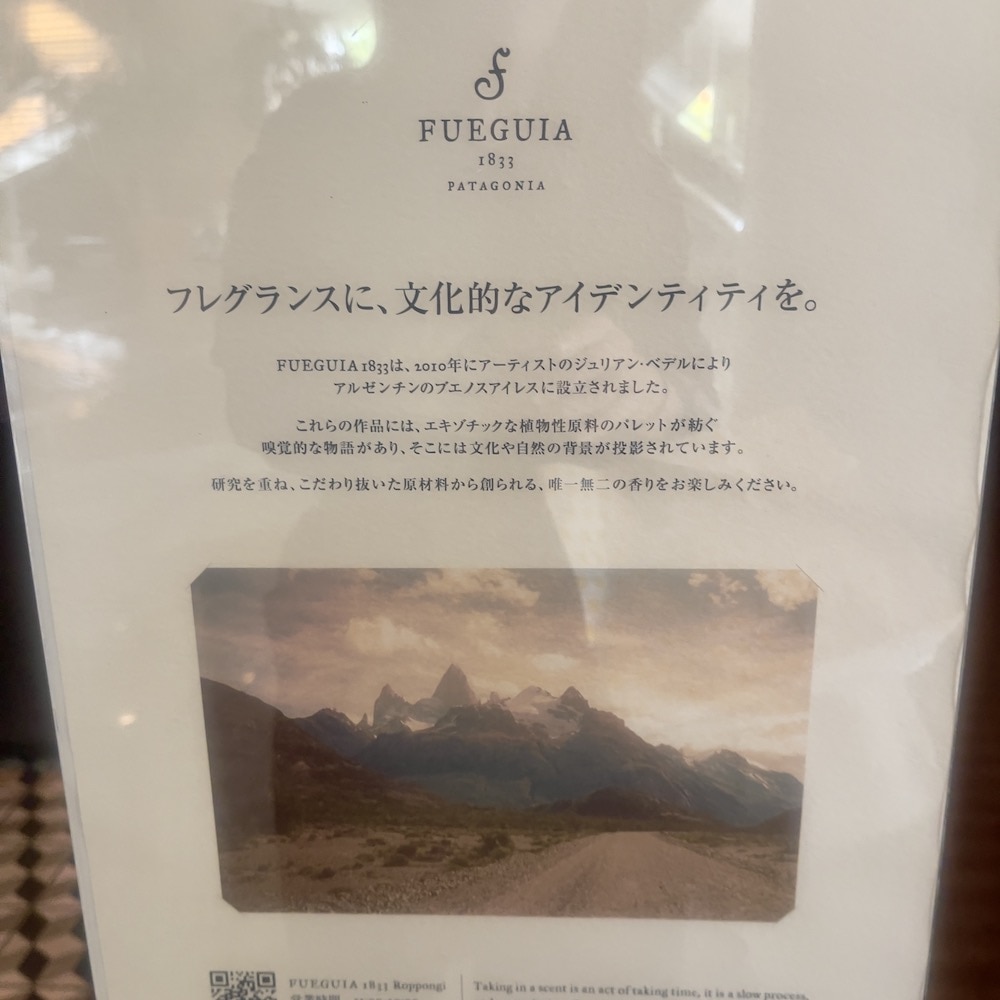 f
FUEGUIA
1833
PATAGONIA
フレグランスに、文化的なアイデンティティを。
FUEGUIA 1833は、2010年にアーティストのジュリアン·ベデルにより
アルゼンチンのブエノスアイレスに設立されました。
これらの作品には、エキゾチックな植物性原料のパレットが紡ぐ
嗅覚的な物語があり、そこには文化や自然の背景が投影されています。
研究を重ね、こだわり抜いた原材料から創られる、唯一無二の香りをお楽しみください。
FUEGUIA 1833 Roppongi
Taking in a scent is an act of taking time, it is a slow process,